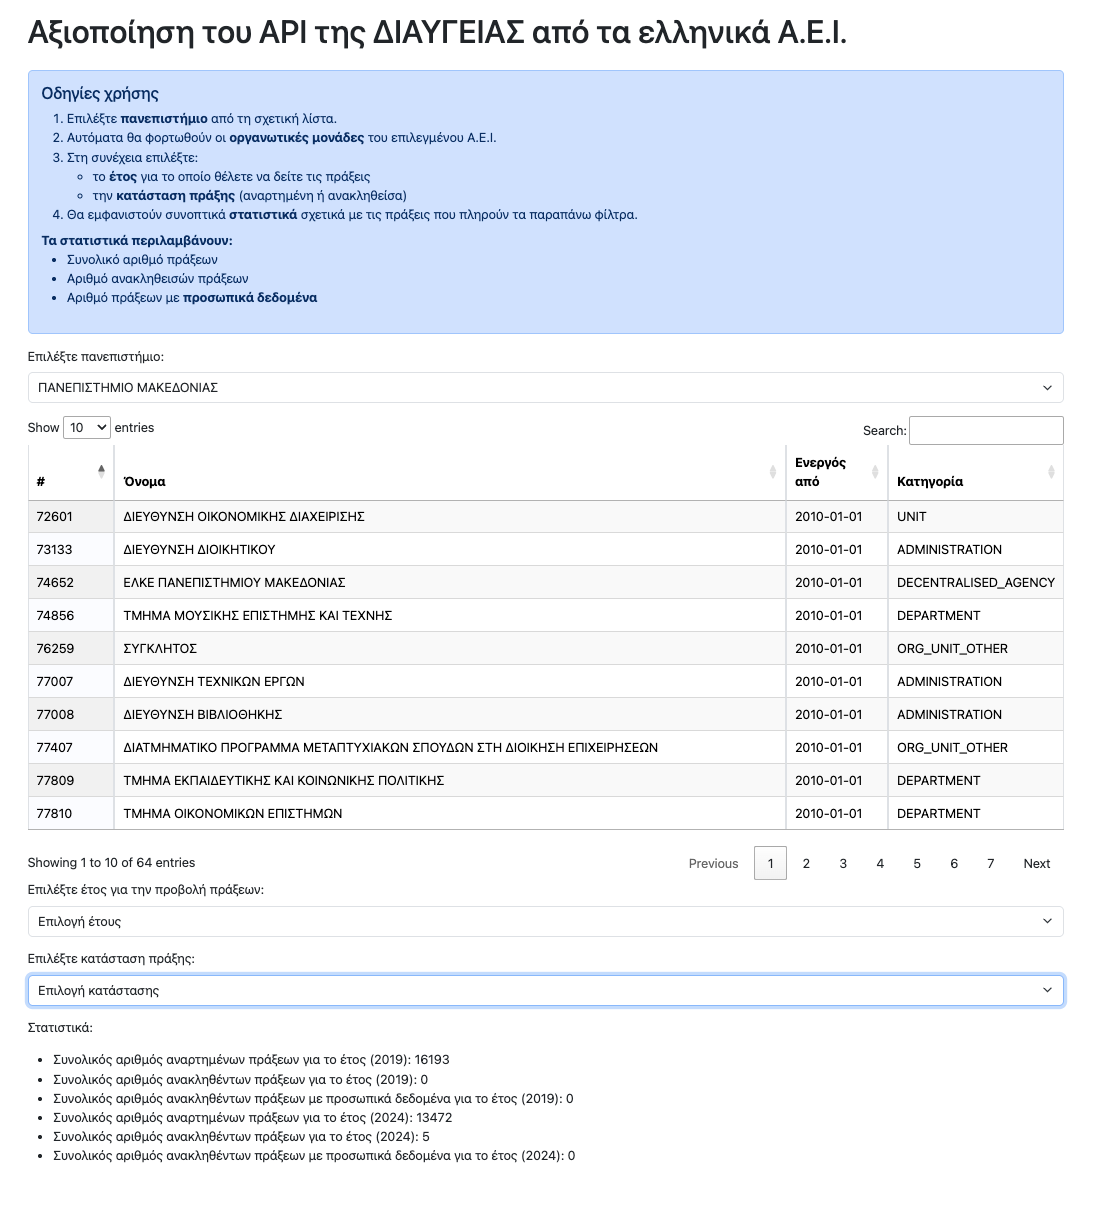 Αξιοποίηση του API της ΔΙΑΥΓΕΙΑΣ από τα ελληνικά Α.Ε.Ι.
Οδηγίες χρήσης
1. Επιλέξτε πανεπιστήμιο από τη σχετική λίστα.
2. Αυτόματα θα φορτωθούν οι οργανωτικές μονάδες του επιλεγμένου Α.Ε.Ι.
3. Στη συνέχεια επιλέξτε:
το έτος για το οποίο θέλετε να δείτε τις πράξεις
την κατάσταση πράξης (αναρτημένη ή ανακληθείσα)
4. Θα εμφανιστούν συνοπτικά στατιστικά σχετικά με τις πράξεις που πληρούν τα παραπάνω φίλτρα.
Τα στατιστικά περιλαμβάνουν:
Συνολικό αριθμό πράξεων
Αριθμό ανακληθεισών πράξεων
Αριθμό πράξεων με προσωπικά δεδομένα
Επιλέξτε πανεπιστήμιο:
ΠΑΝΕΠΙΣΤΗΜΙΟ ΜΑΚΕΔΟΝΙΑΣ
Show 10 entries Search:
# Όνομα Ενεργός από Κατηγορία
72601 ΔΙΕΥΘΥΝΣΗ ΟΙΚΟΝΟΜΙΚΗΣ ΔΙΑΧΕΙΡΙΣΗΣ 2010-01-01 UNIT
73133 ΔΙΕΥΘΥΝΣΗ ΔΙΟΙΚΗΤΙΚΟΥ 2010-01-01 ADMINISTRATION
74652 ΕΛΚΕ ΠΑΝΕΠΙΣΤΗΜΙΟΥ ΜΑΚΕΔΟΝΙΑΣ 2010-01-01 DECENTRALISED_AGENCY
74856 ΤΜΗΜΑ ΜΟΥΣΙΚΗΣ ΕΠΙΣΤΗΜΗΣ ΚΑΙ ΤΕΧΝΗΣ 2010-01-01 DEPARTMENT
76259 ΣΥΓΚΛΗΤΟΣ 2010-01-01 ORG_UNIT_OTHER
77007 ΔΙΕΥΘΥΝΣΗ ΤΕΧΝΙΚΩΝ ΕΡΓΩΝ 2010-01-01 ADMINISTRATION
77008 ΔΙΕΥΘΥΝΣΗ ΒΙΒΛΙΟΘΗΚΗΣ 2010-01-01 ADMINISTRATION
77407 ΔΙΑΤΜΗΜΑΤΙΚΟ ΠΡΟΓΡΑΜΜΑ ΜΕΤΑΠΤΥΧΙΑΚΩΝ ΣΠΟΥΔΩΝ ΣΤΗ ΔΙΟΙΚΗΣΗ ΕΠΙΧΕΙΡΗΣΕΩΝ 2010-01-01 ORG_UNIT_OTHER
77809 ΤΜΗΜΑ ΕΚΠΑΙΔΕΥΤΙΚΗΣ ΚΑΙ ΚΟΙΝΩΝΙΚΗΣ ΠΟΛΙΤΙΚΗΣ 2010-01-01 DEPARTMENT
77810 ΤΜΗΜΑ ΟΙΚΟΝΟΜΙΚΩΝ ΕΠΙΣΤΗΜΩΝ 2010-01-01 DEPARTMENT
Showing 1 to 10 of 64 entries Previous 1 2 3 4 5 6 7 Next
Επιλέξτε έτος για την προβολή πράξεων:
Επιλογή έτους
Επιλέξτε κατάσταση πράξης:
Επιλογή κατάστασης
Στατιστικά:
Συνολικός αριθμός αναρτημένων πράξεων για το έτος (2019): 16193
Συνολικός αριθμός ανακληθέντων πράξεων για το έτος (2019): 0
Συνολικός αριθμός ανακληθέντων πράξεων με προσωπικά δεδομένα για το έτος (2019): 0
Συνολικός αριθμός αναρτημένων πράξεων για το έτος (2024): 13472
Συνολικός αριθμός ανακληθέντων πράξεων για το έτος (2024): 5
Συνολικός αριθμός ανακληθέντων πράξεων με προσωπικά δεδομένα για το έτος (2024): 0